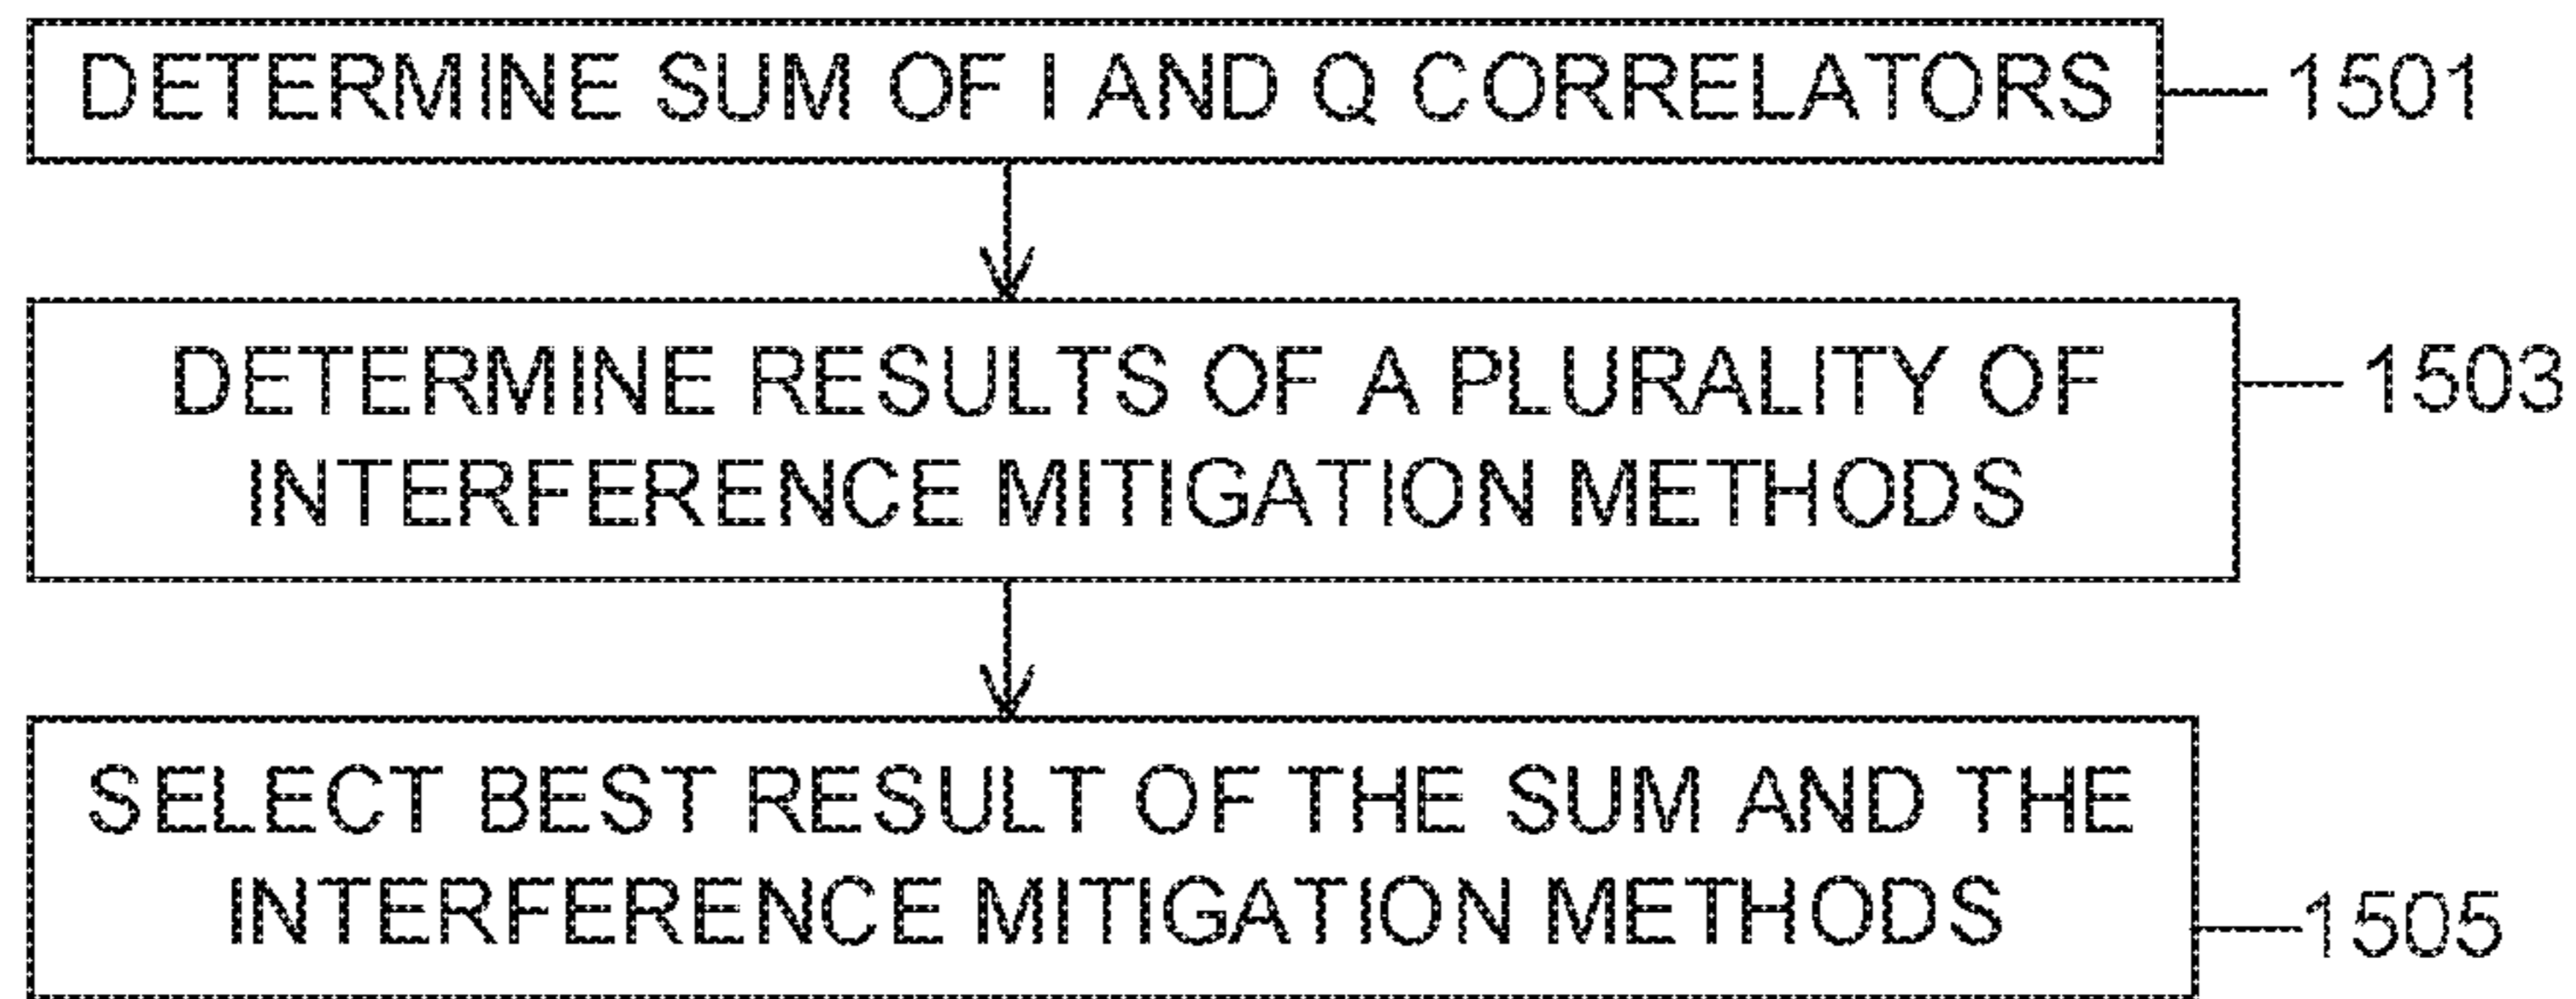 DETERMINE SUM OF I AND Q CORRELATORS
1501
DETERMINE RESULTS OF A PLURALITY OF
INTERFERENCE MITIGATION METHODS
1503
SELECT BEST RESULT OF THE SUM AND THE
INTERFERENCE MITIGATION METHODS
1505